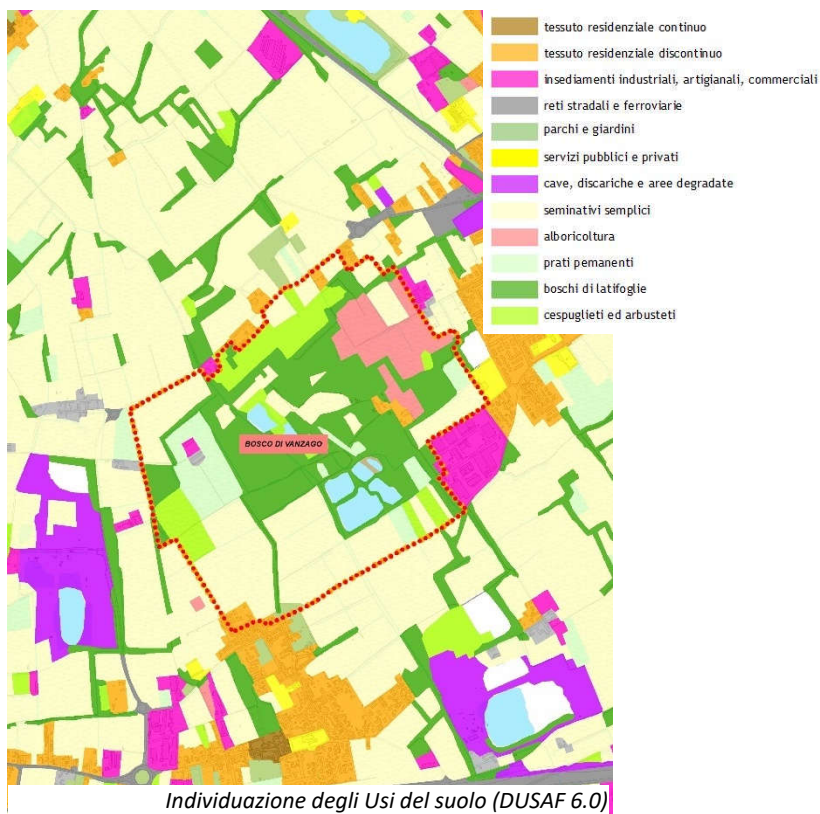 tessuto residenziale continuo
tessuto residenziale discontinuo
insediamenti industriali, artigianali, commerciali
reti stradali e ferroviarie
parchi e giardini
servizi pubblici e privati
cave, discariche e aree degradate
seminativi semplici
alboricoltura
prati pemanenti
boschi di latifoglie
cespuglieti ed arbusteti
BOSCO DI VANZAGO
Individuazione degli Usi del suolo (DUSAF 6.0)